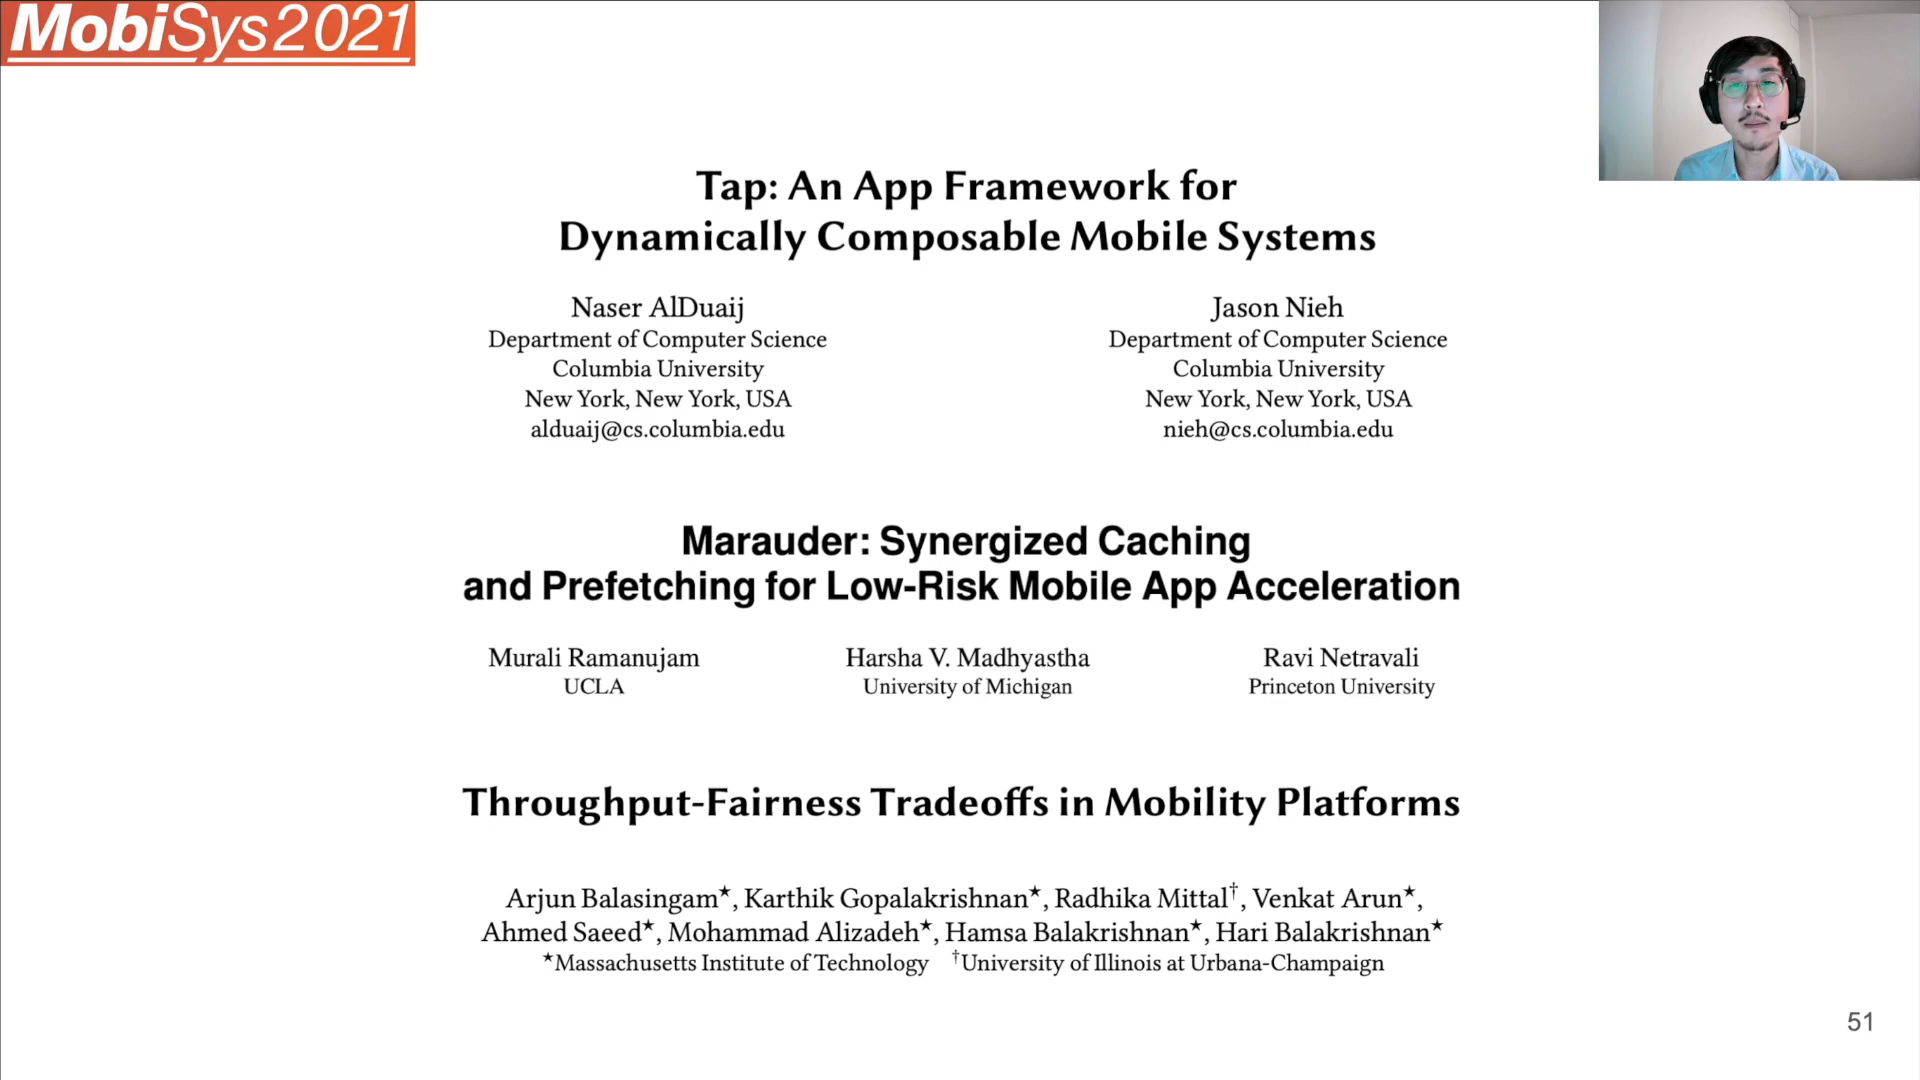 MobiSys2021
Tap: An App Framework for
Dynamically Composable Mobile Systems
Naser AlDuaij
Department of Computer Science
Columbia University
New York, New York, USA
alduaij@cs.columbia.edu
Jason Nieh
Department of Computer Science
Columbia University
New York, New York, USA
nieh@cs.columbia.edu
Marauder: Synergized Caching
and Prefetching for Low-Risk Mobile App Acceleration
Murali Ramanujam
UCLA
Harsha V. Madhyastha
University of Michigan
Ravi Netravali
Princeton University
Throughput-Fairness Tradeoffs in Mobility Platforms
Arjun Balasingam★, Karthik Gopalakrishnan★, Radhika Mittal†, Venkat Arun★,
Ahmed Saeed★, Mohammad Alizadeh★, Hamsa Balakrishnan★, Hari Balakrishnan★
★Massachusetts Institute of Technology †University of Illinois at Urbana-Champaign
51